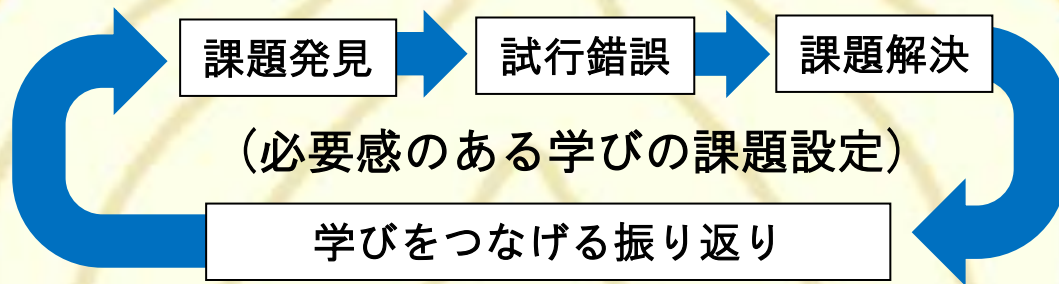 課題発見
試行錯誤
課題解決
（必要感のある学びの課題設定）
学びをつなげる振り返り